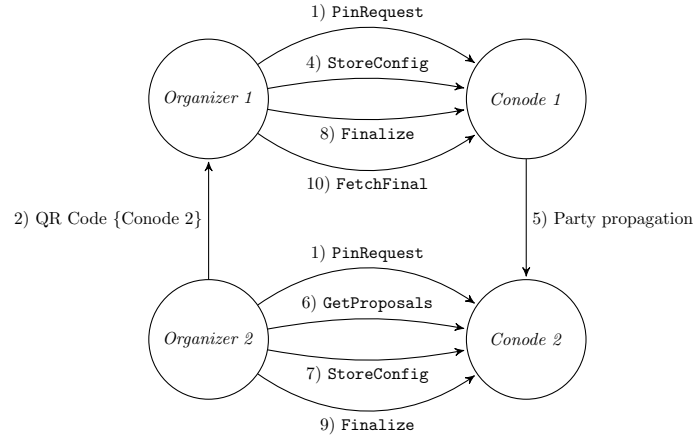 1) PinRequest
4) StoreConfig
Organizer 1
Conode 1
8) Finalize
10) FetchFinal
2) QR Code {Conode 2}
5) Party propagation
1) PinRequest
6) GetProposals
Organizer 2
Conode 2
7) StoreConfig
9) Finalize